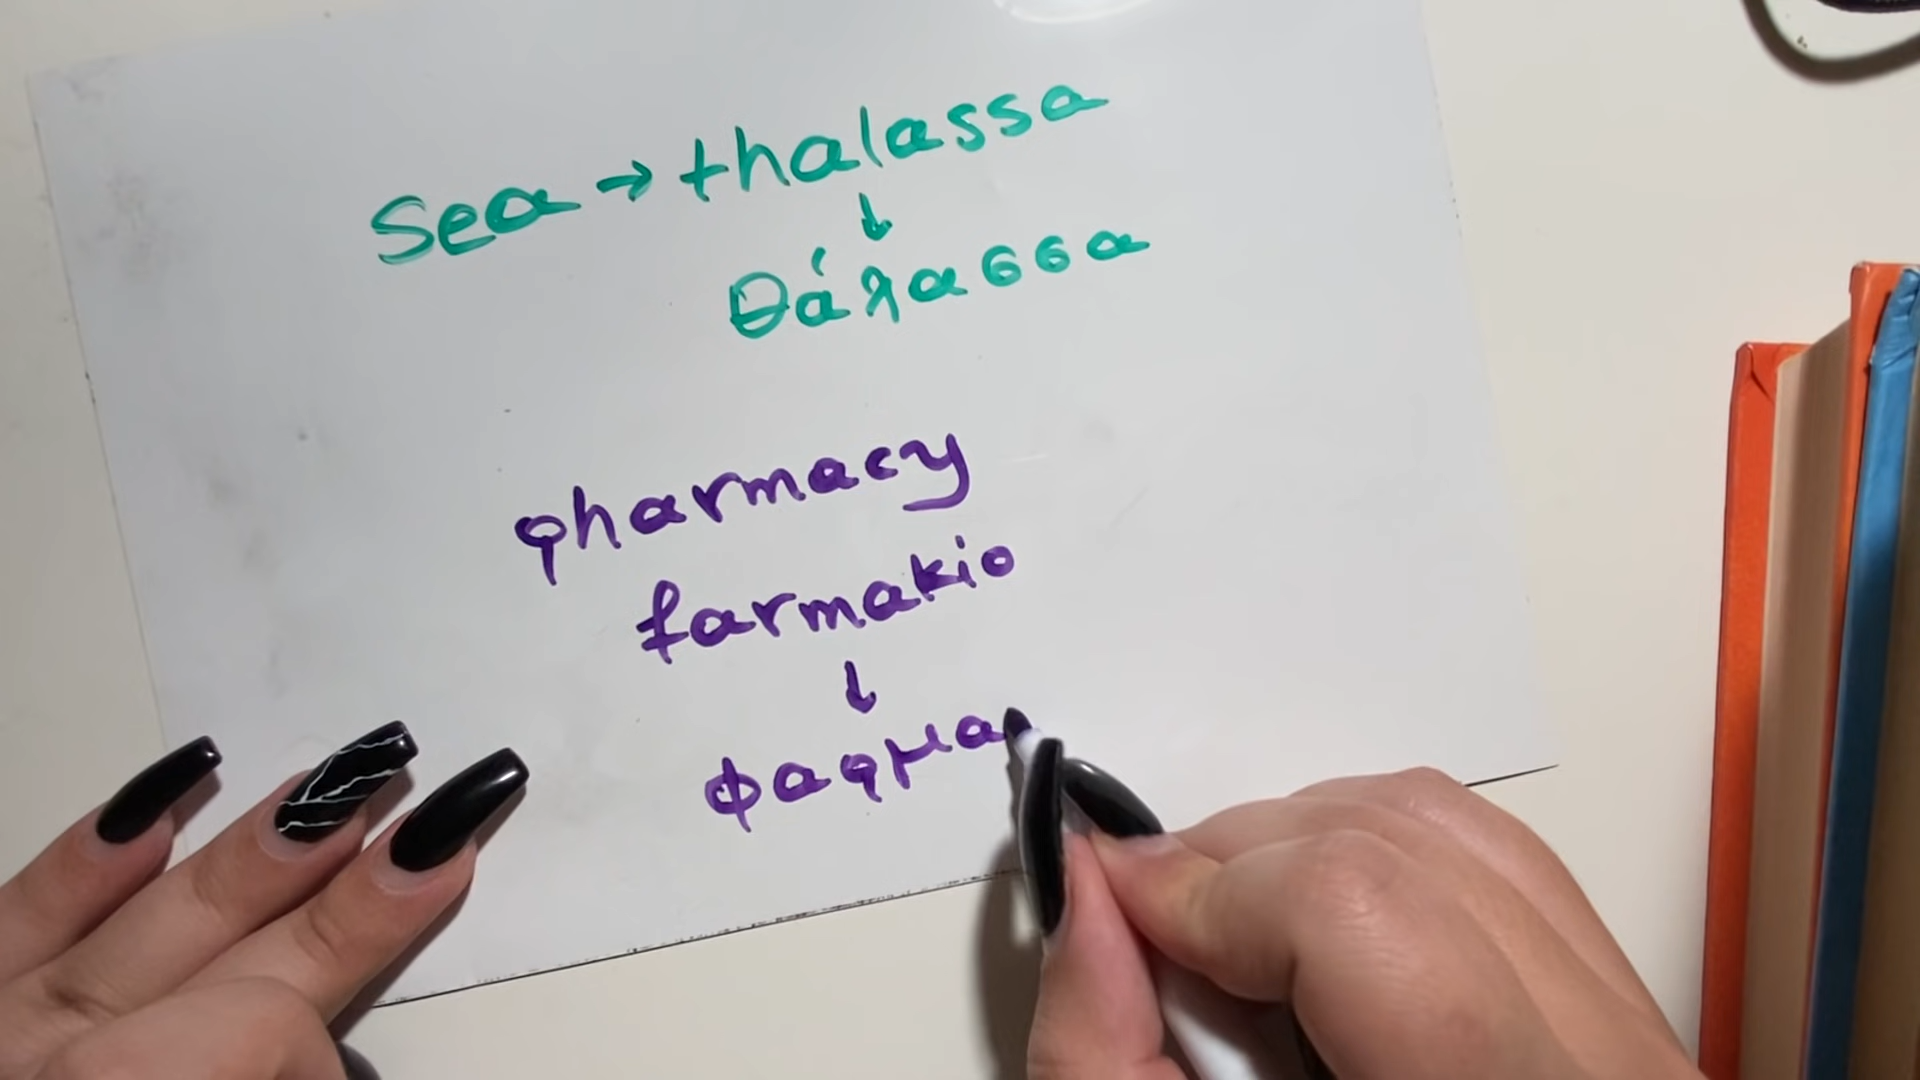 Sea → thalassa
↓
θάλασσα
pharmacy
farmakio
↓
φαρμα